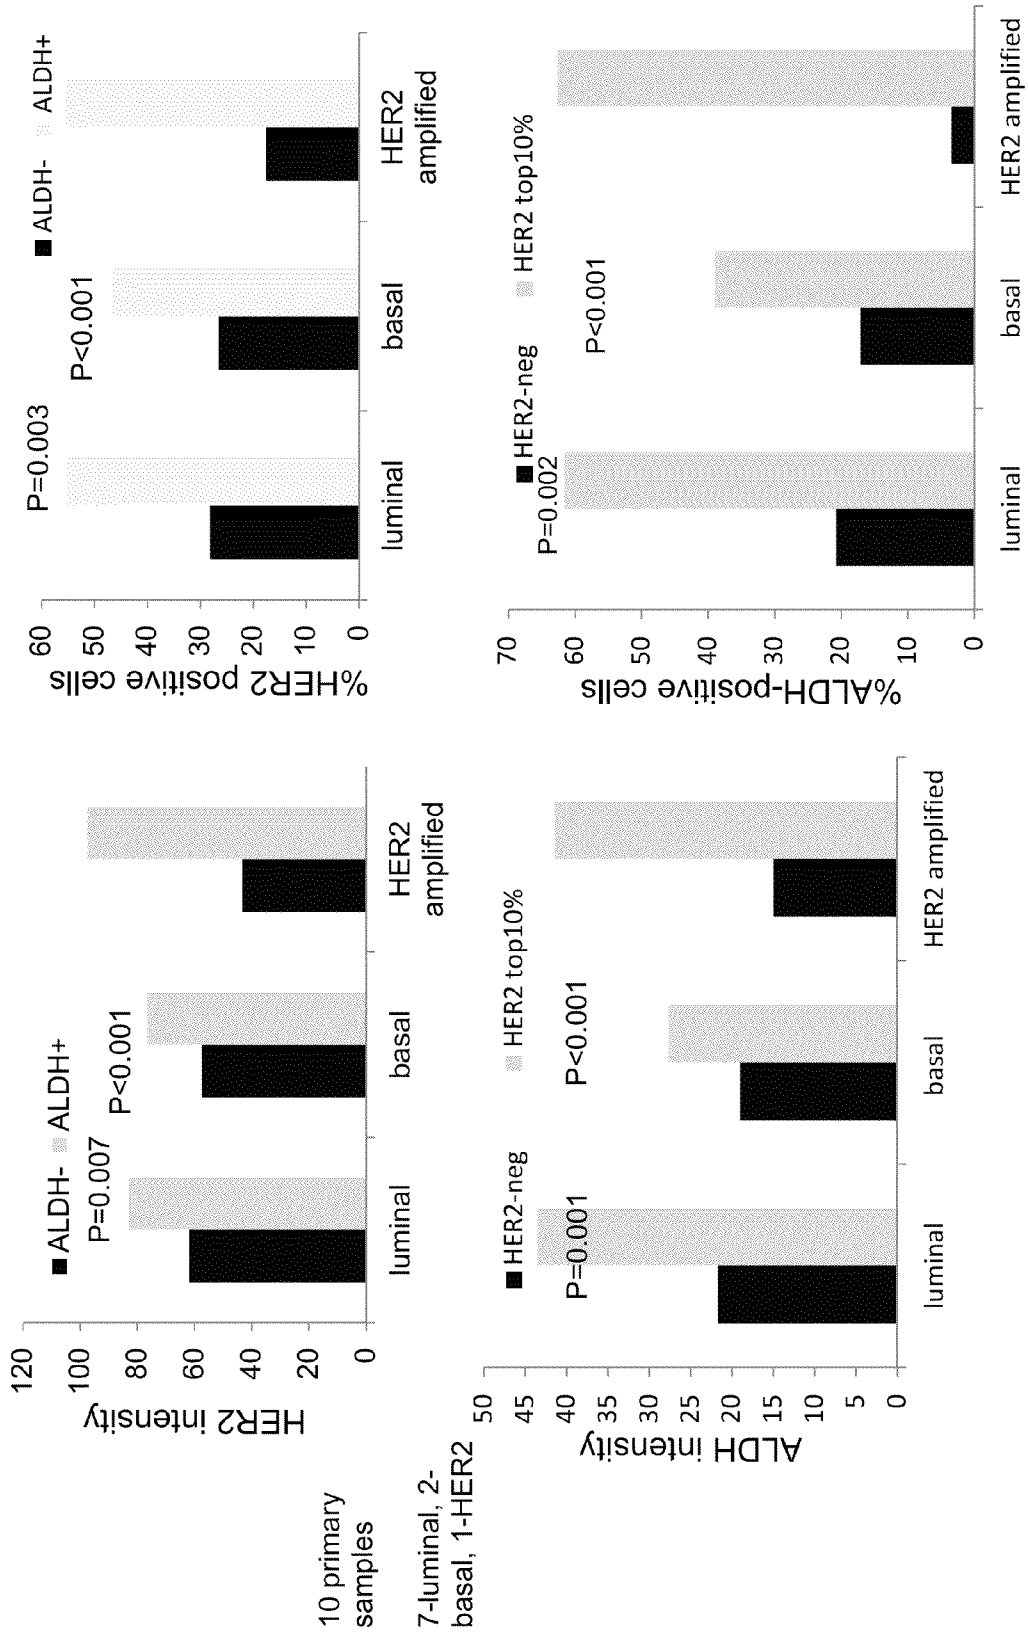 10 primary
samples
7-luminal, 2-
basal, 1-HER2
HER2 intensity
120
100
80
60
40
20
0
ALDH- ALDH+
P=0.007
P<0.001
luminal
basal
HER2
amplified
%HER2 positive cells
60
50
40
30
20
10
0
ALDH- ALDH+
P=0.003
P<0.001
luminal
basal
HER2
amplified
ALDH intensity
50
45
40
35
30
25
20
15
10
5
0
HER2-neg HER2 top10%
P=0.001
P<0.001
luminal
basal
HER2 amplified
%ALDH-positive cells
70
60
50
40
30
20
10
0
HER2-neg HER2 top10%
P=0.002
P<0.001
luminal
basal
HER2 amplified